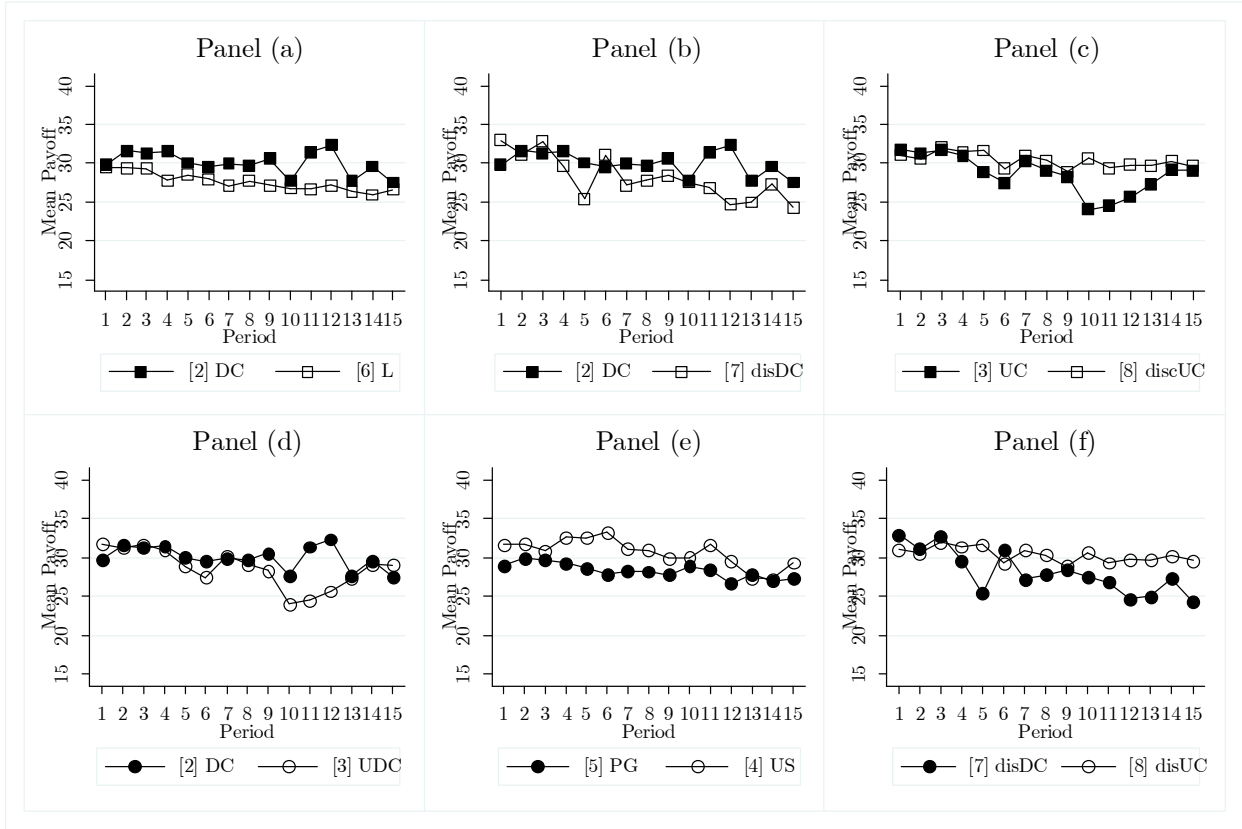 Panel (a)
Mean Payoff
40
35
30
25
20
15
1 2 3 4 5 6 7 8 9 10 11 12 13 14 15
Period
[2] DC [6] L
Panel (b)
Mean Payoff
40
35
30
25
20
15
1 2 3 4 5 6 7 8 9 10 11 12 13 14 15
Period
[2] DC [7] disDC
Panel (c)
Mean Payoff
40
35
30
25
20
15
1 2 3 4 5 6 7 8 9 10 11 12 13 14 15
Period
[3] UC [8] discUC
Panel (d)
Mean Payoff
40
35
30
25
20
15
1 2 3 4 5 6 7 8 9 10 11 12 13 14 15
Period
[2] DC [3] UDC
Panel (e)
Mean Payoff
40
35
30
25
20
15
1 2 3 4 5 6 7 8 9 10 11 12 13 14 15
Period
[5] PG [4] US
Panel (f)
Mean Payoff
40
35
30
25
20
15
1 2 3 4 5 6 7 8 9 10 11 12 13 14 15
Period
[7] disDC [8] disUC